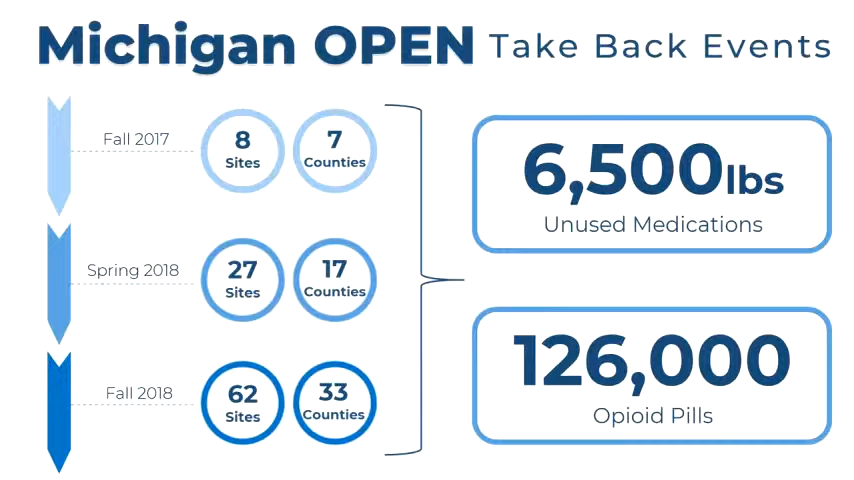 Michigan OPEN Take Back Events
Fall 2017
8
Sites
7
Counties
Spring 2018
27
Sites
17
Counties
Fall 2018
62
Sites
33
Counties
6,500lbs
Unused Medications
126,000
Opioid Pills